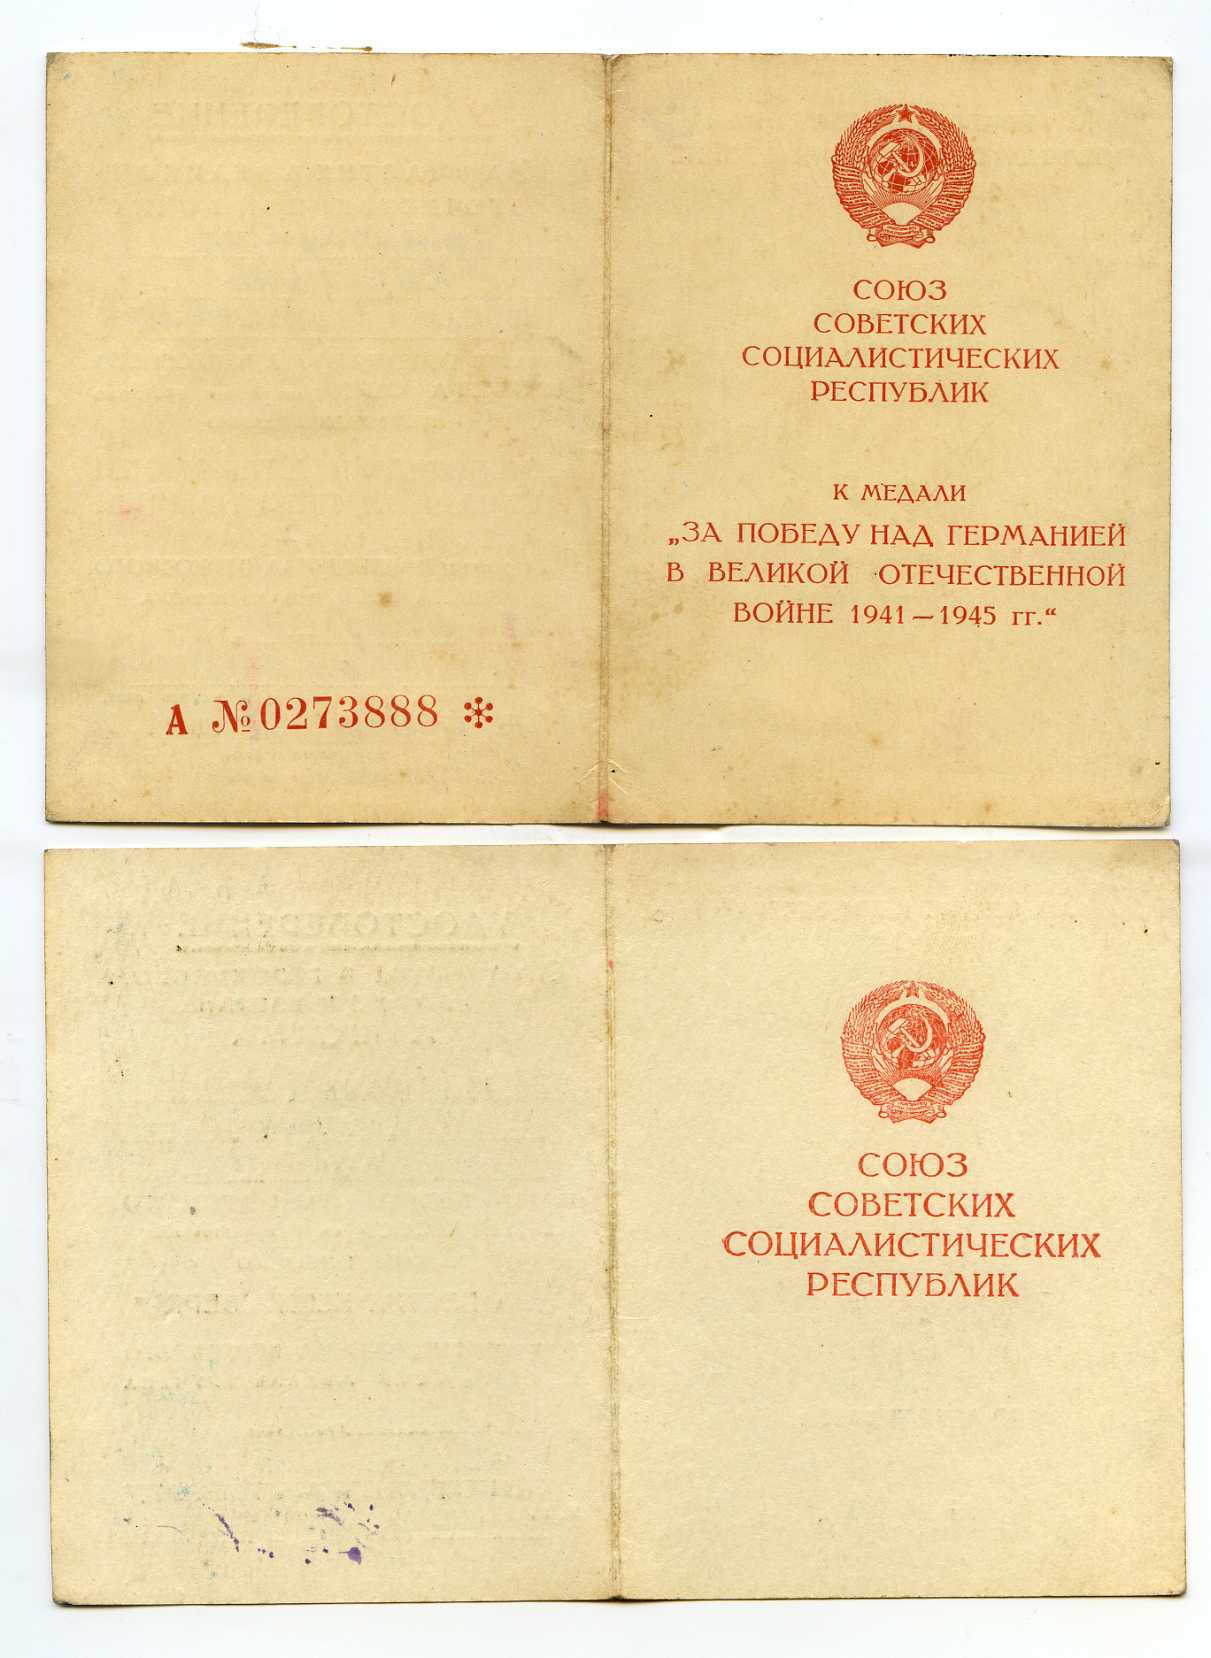 СОЮЗ
СОВЕТСКИХ
СОЦИАЛИСТИЧЕСКИХ
РЕСПУБЛИК
К МЕДАЛИ
„ЗА ПОБЕДУ НАД ГЕРМАНИЕЙ
В ВЕЛИКОЙ ОТЕЧЕСТВЕННОЙ
ВОЙНЕ 1941—1945 гг.“
А №0273888 *
СОЮЗ
СОВЕТСКИХ
СОЦИАЛИСТИЧЕСКИХ
РЕСПУБЛИК